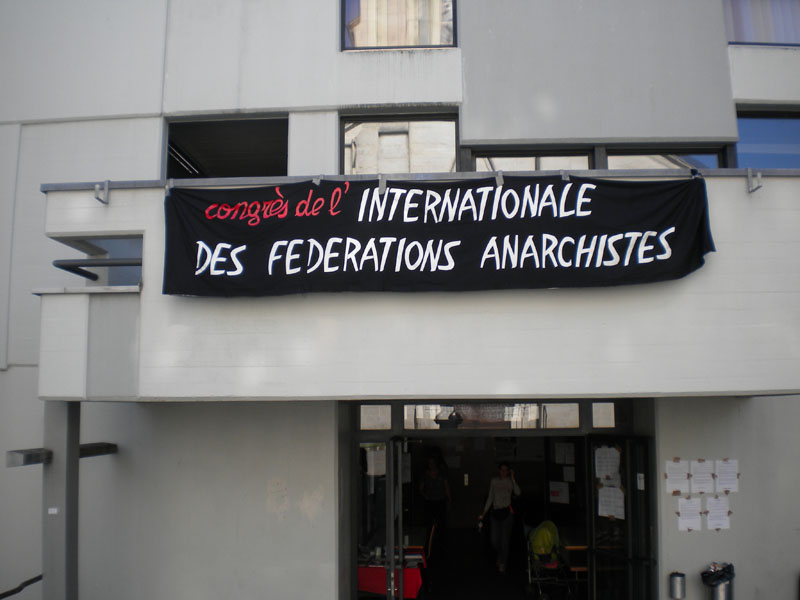 congrès de l' INTERNATIONALE
DES FEDERATIONS ANARCHISTES